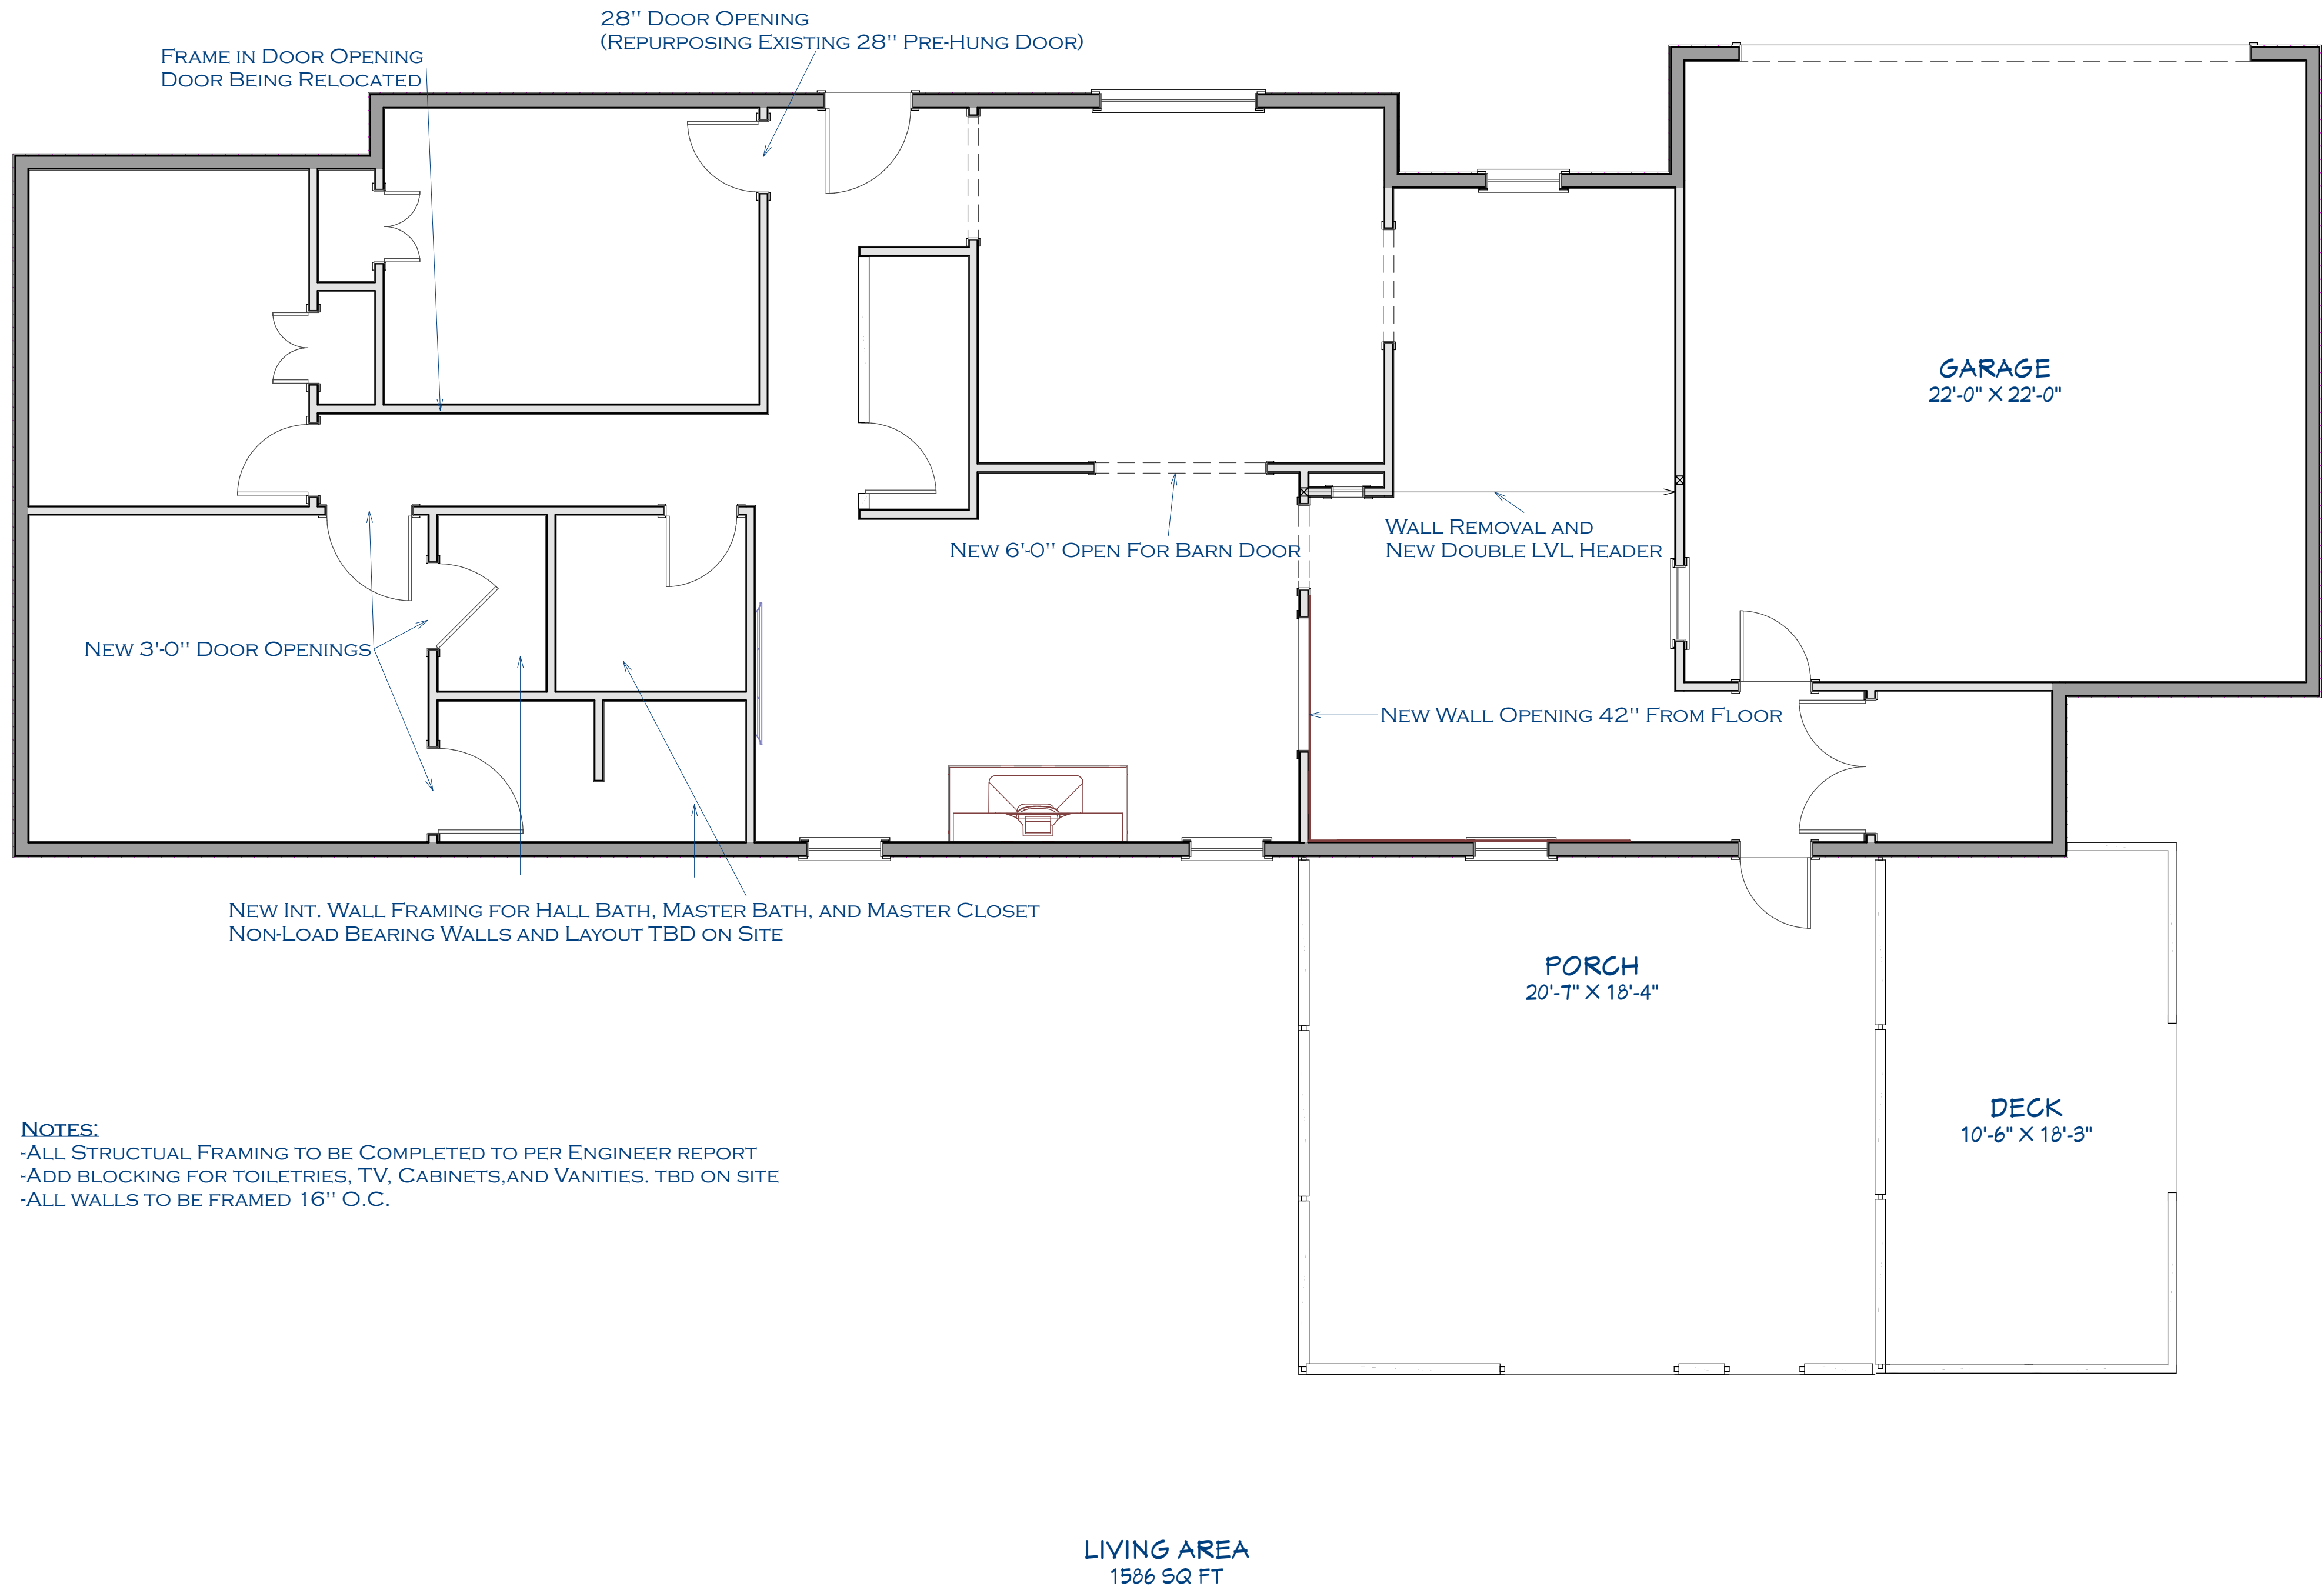 28" Door Opening
(Repurposing Existing 28" Pre-Hung Door)
Frame in Door Opening
Door Being Relocated
GARAGE
22'-0" X 22'-0"
Wall Removal and
New Double LVL Header
New 6'-0" Open For Barn Door
New 3'-0" Door Openings
New Wall Opening 42" From Floor
New Int. Wall Framing for Hall Bath, Master Bath, and Master Closet
Non-Load Bearing Walls and Layout TBD on Site
PORCH
20'-7" X 18'-4"
DECK
10'-6" X 18'-3"
Notes:
-All Structual Framing to be Completed to per Engineer report
-Add blocking for toiletries, TV, Cabinets,and Vanities. tbd on site
-All walls to be framed 16" O.C.
LIVING AREA
1586 SQ FT